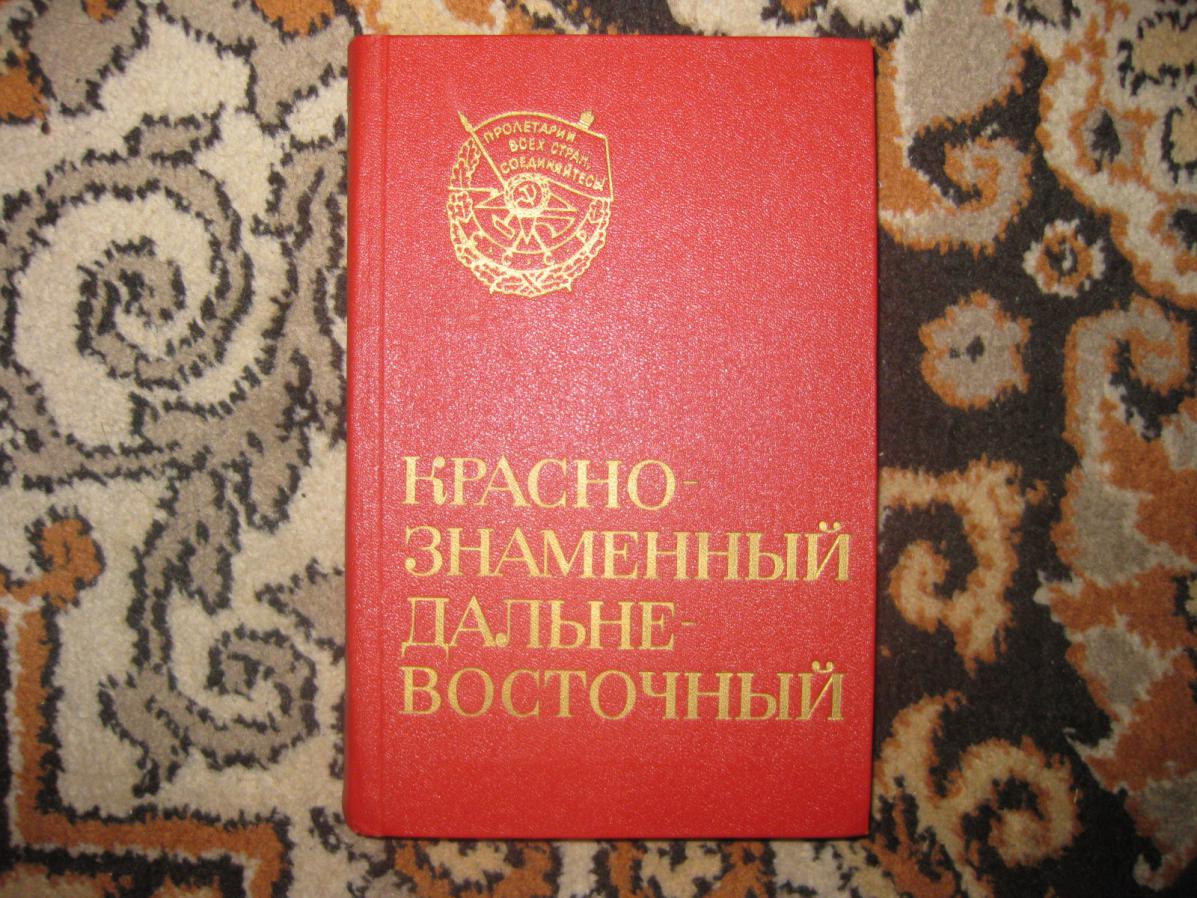 ПРОЛЕТАРИИ
ВСЕХ СТРАН,
СОЕДИНЯЙТЕСЬ!
КРАСНО-
ЗНАМЕННЫЙ
ДАЛЬНЕ-
ВОСТОЧНЫЙ